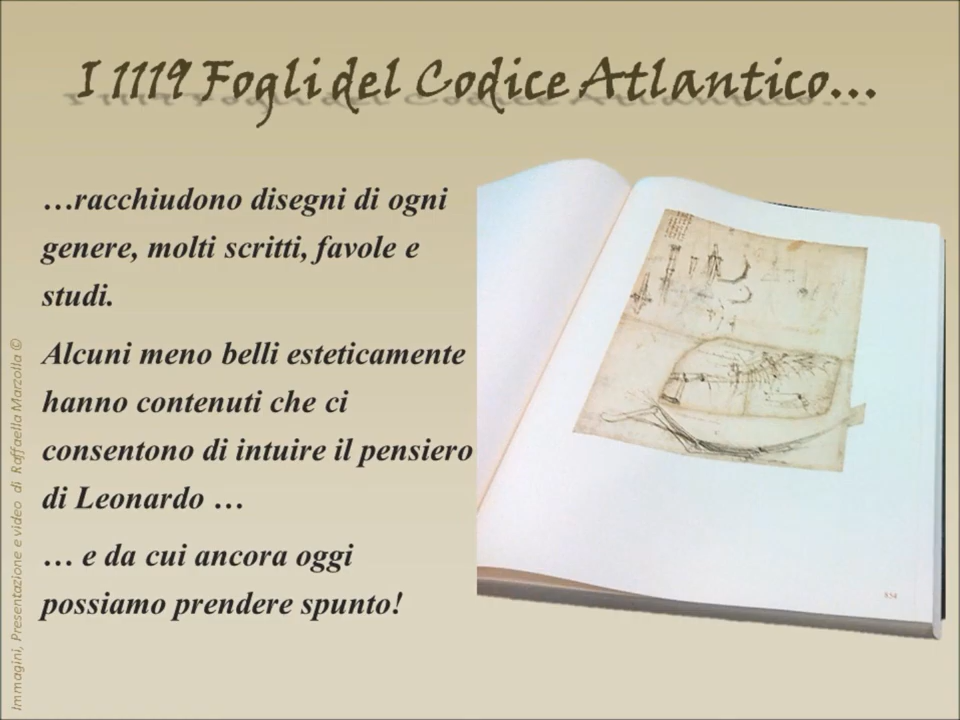 I 1119 Fogli del Codice Atlantico...
…racchiudono disegni di ogni
genere, molti scritti, favole e
studi.
Alcuni meno belli esteticamente
hanno contenuti che ci
consentono di intuire il pensiero
di Leonardo …
… e da cui ancora oggi
possiamo prendere spunto!
Immagini, Presentazione e video di Raffaella Marzolla ©
854